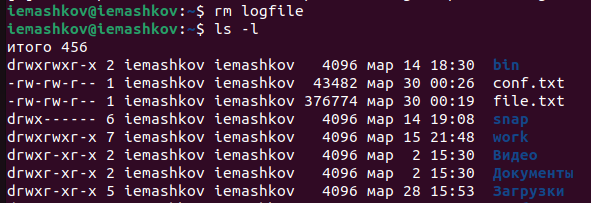 iemashkov@iemashkov:~$ rm logfile
iemashkov@iemashkov:~$ ls -l
итого 456
drwxrwxr-x 2 iemashkov iemashkov 4096 мар 14 18:30 bin
-rw-rw-r-- 1 iemashkov iemashkov 43482 мар 30 00:26 conf.txt
-rw-rw-r-- 1 iemashkov iemashkov 376774 мар 30 00:19 file.txt
drwx------ 6 iemashkov iemashkov 4096 мар 14 19:08 snap
drwxrwxr-x 7 iemashkov iemashkov 4096 мар 15 21:48 work
drwxr-xr-x 2 iemashkov iemashkov 4096 мар 2 15:30 Видео
drwxr-xr-x 2 iemashkov iemashkov 4096 мар 2 15:30 Документы
drwxr-xr-x 5 iemashkov iemashkov 4096 мар 28 15:53 Загрузки